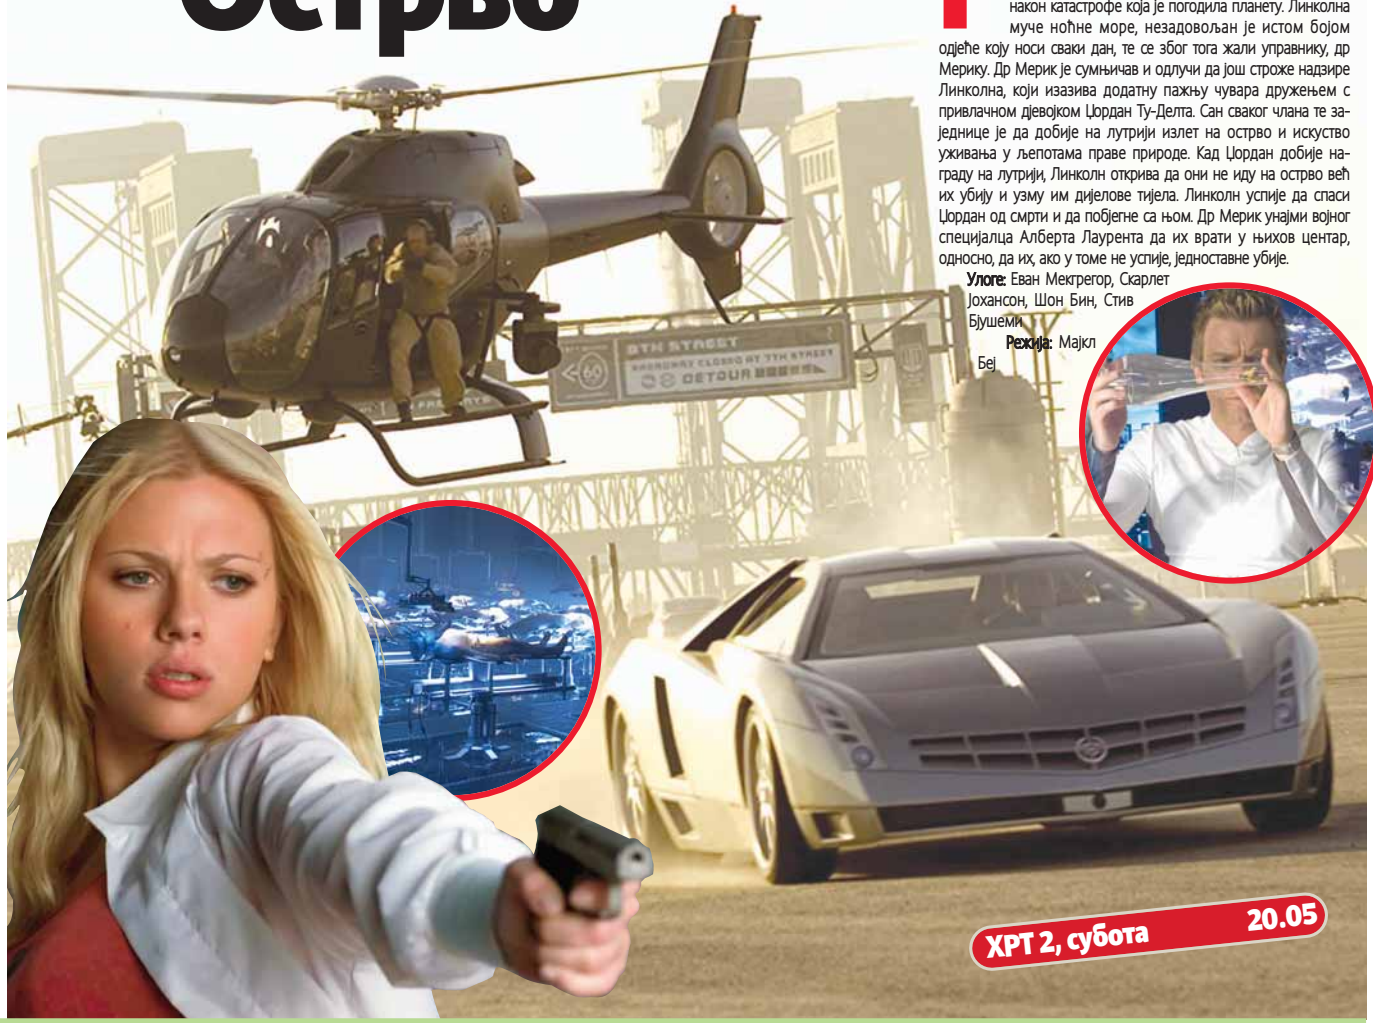 Острво
након катастрофе која је погодила планету. Линколна
муче ноћне море, незадовољан је истом бојом
одјеће коју носи сваки дан, те се због тога жали управнику, др
Мерику. Др Мерик је сумњичав и одлучи да још строже надзире
Линколна, који изазива додатну пажњу чувара дружењем с
привлачном дјевојком Џордан Ту-Делта. Сан сваког члана те за-
једнице је да добије на лутрији излет на острво и искуство
уживања у љепотама праве природе. Кад Џордан добије на-
граду на лутрији, Линколн открива да они не иду на острво већ
их убију и узму им дијелове тијела. Линколн успије да спаси
Џордан од смрти и да побјегне са њом. Др Мерик унајми војног
специјалца Алберта Лаурента да их врати у њихов центар,
односно, да их, ако у томе не успије, једноставне убије.
Улоге: Еван Мекгрегор, Скарлет
Јохансон, Шон Бин, Стив
Бјушеми
Режија: Мајкл
Беј
8TH STREET
BROADWAY CLOSED AT 7TH STREET
60
DETOUR
ХРТ 2, субота 20.05